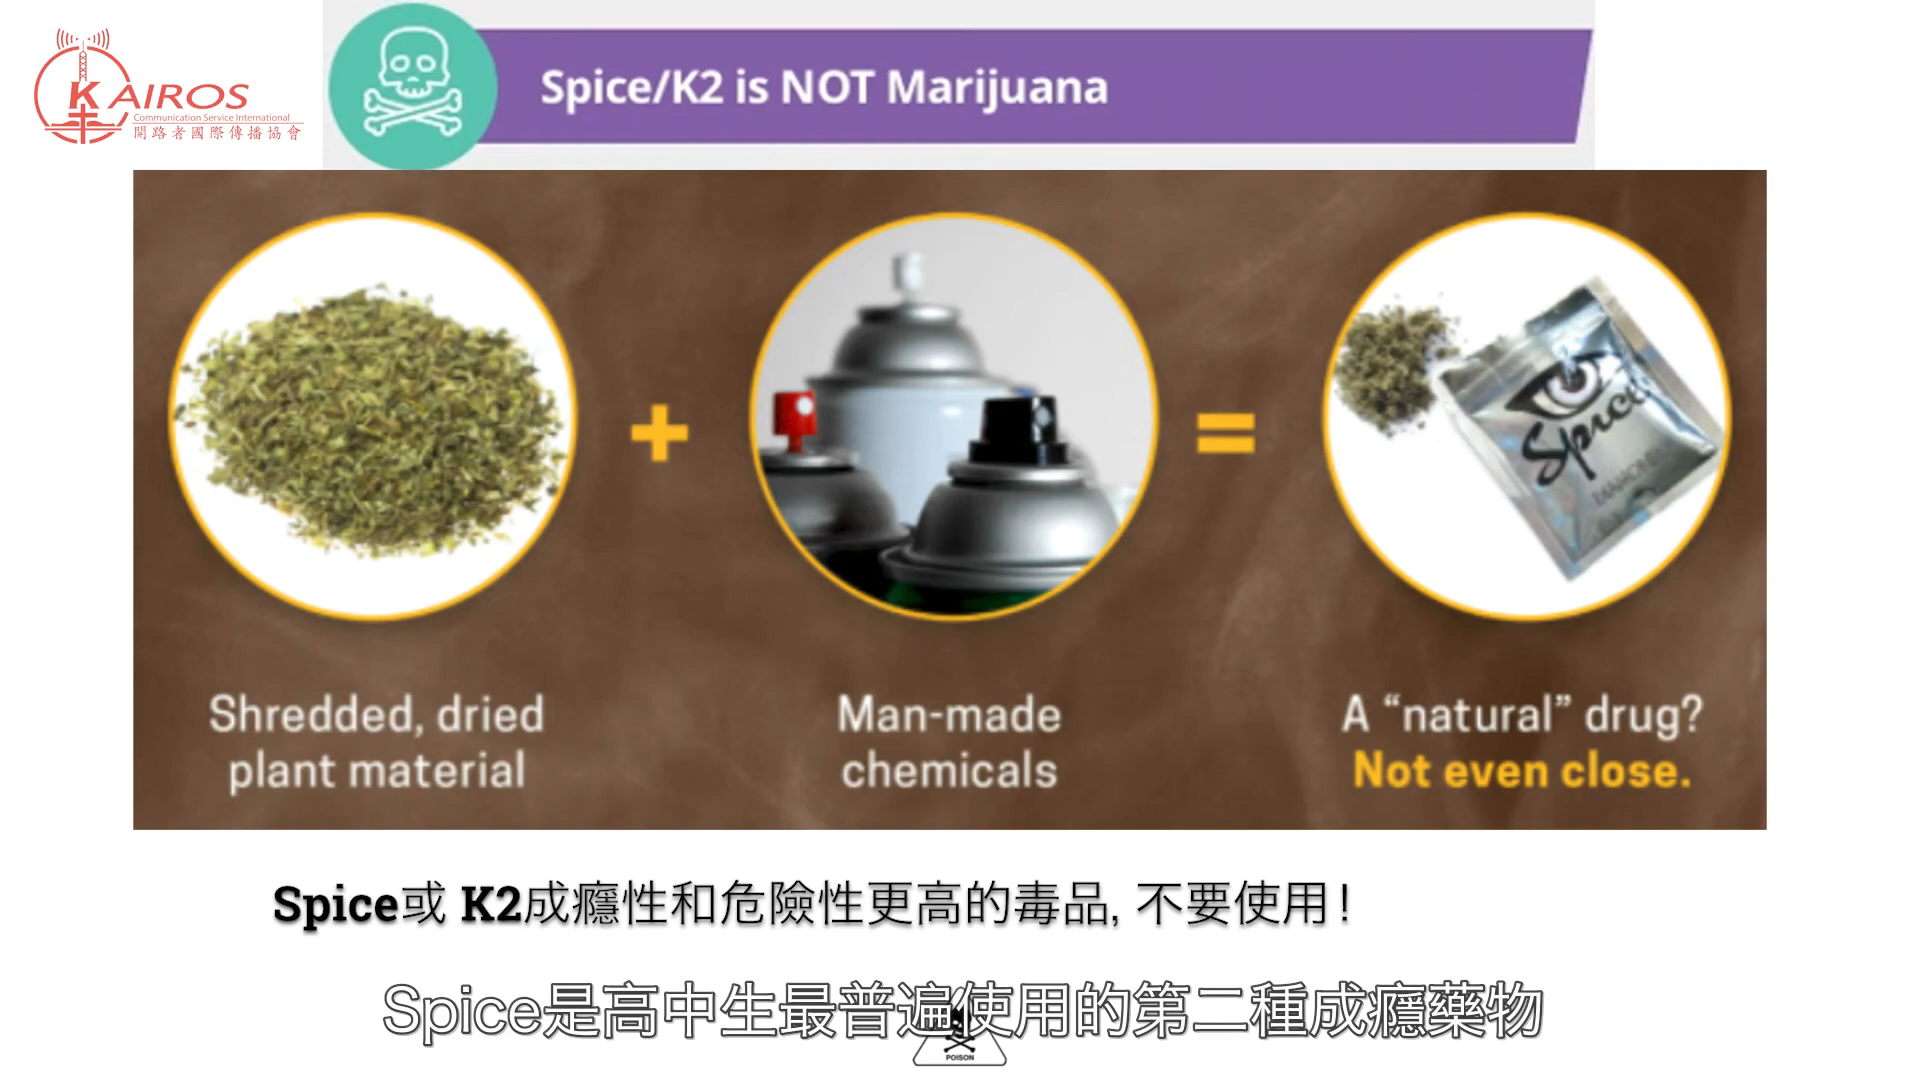 KAIROS
Communication Service International
開路者國際傳播協會
Spice/K2 is NOT Marijuana
Spice
Shredded, dried
plant material
+
Man-made
chemicals
=
A “natural” drug?
Not even close.
Spice或 K2成癮性和危險性更高的毒品, 不要使用!
Spice是高中生最普遍使用的第二種成癮藥物
POISON